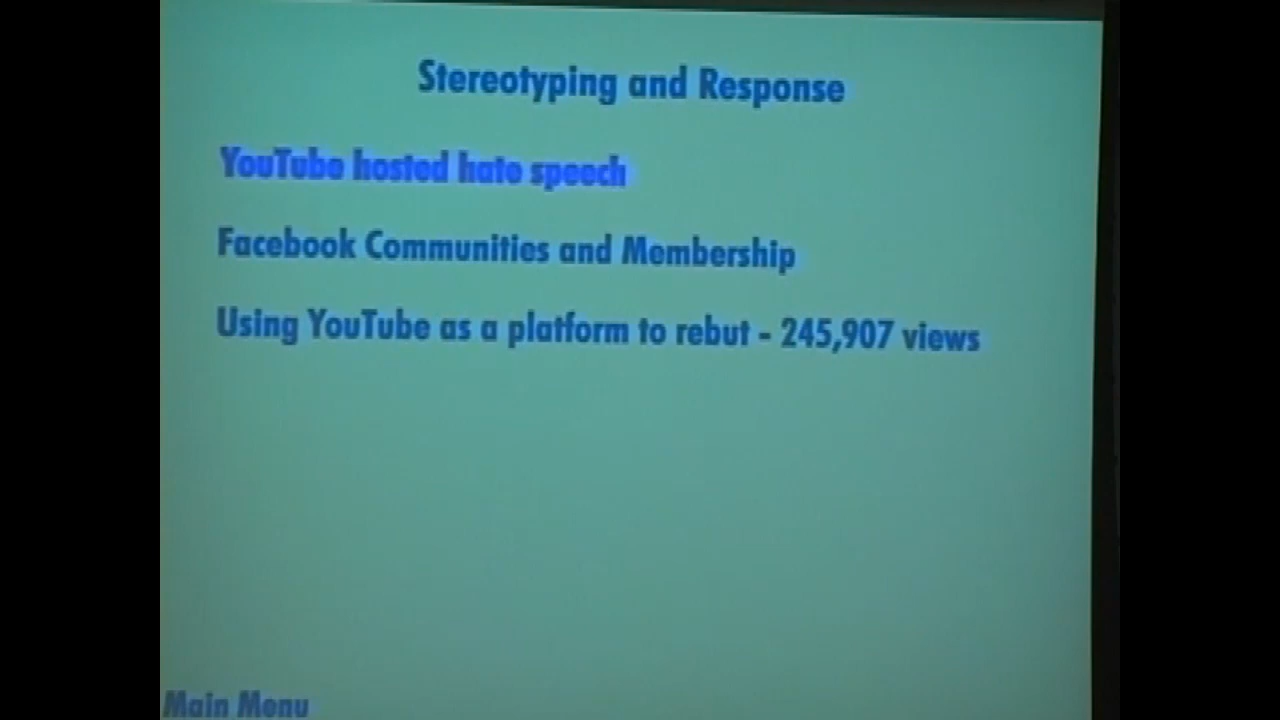 Stereotyping and Response
YouTube hosted hate speech
Facebook Communities and Membership
Using YouTube as a platform to rebut - 245,907 views
Main Menu